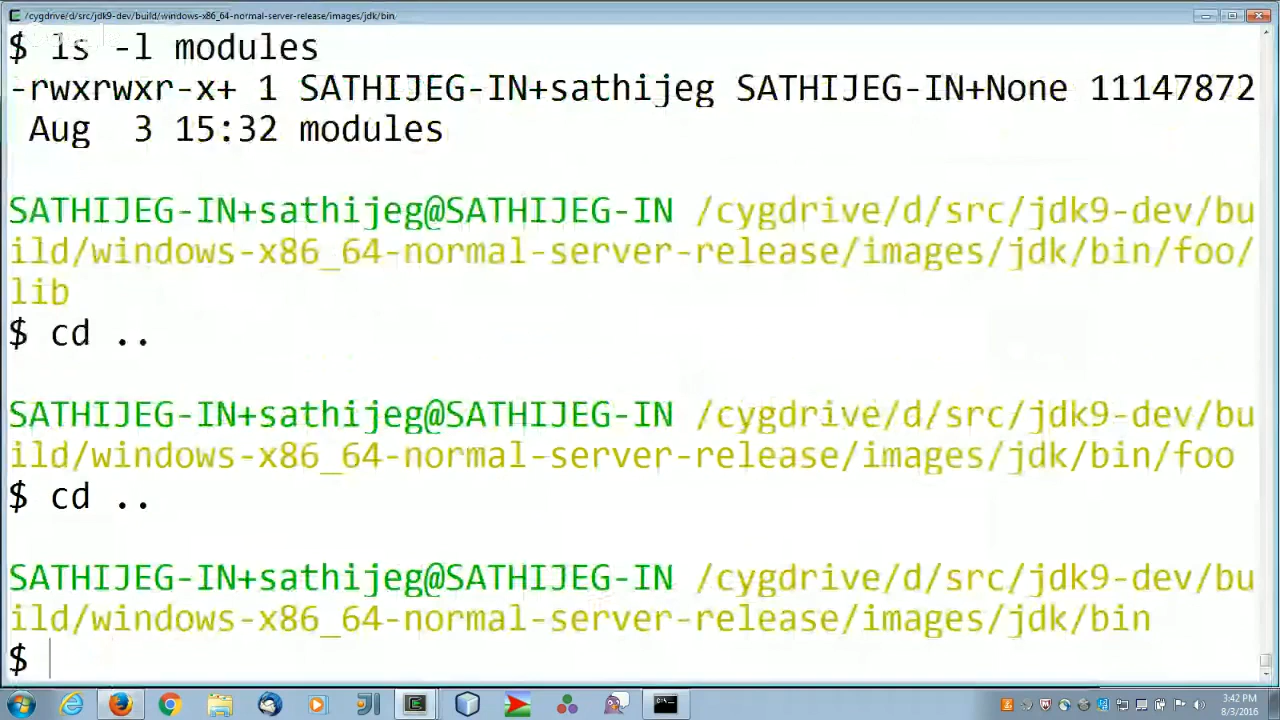 /cygdrive/d/src/jdk9-dev/build/windows-x86_64-normal-server-release/images/jdk/bin
$ ls -l modules
-rwxrwxr-x+ 1 SATHIJEG-IN+sathijeg SATHIJEG-IN+None 11147872
Aug  3 15:32 modules
SATHIJEG-IN+sathijeg@SATHIJEG-IN /cygdrive/d/src/jdk9-dev/bu
ild/windows-x86_64-normal-server-release/images/jdk/bin/foo/
lib
$ cd ..
SATHIJEG-IN+sathijeg@SATHIJEG-IN /cygdrive/d/src/jdk9-dev/bu
ild/windows-x86_64-normal-server-release/images/jdk/bin/foo
$ cd ..
SATHIJEG-IN+sathijeg@SATHIJEG-IN /cygdrive/d/src/jdk9-dev/bu
ild/windows-x86_64-normal-server-release/images/jdk/bin
$
3:42 PM
8/3/2016